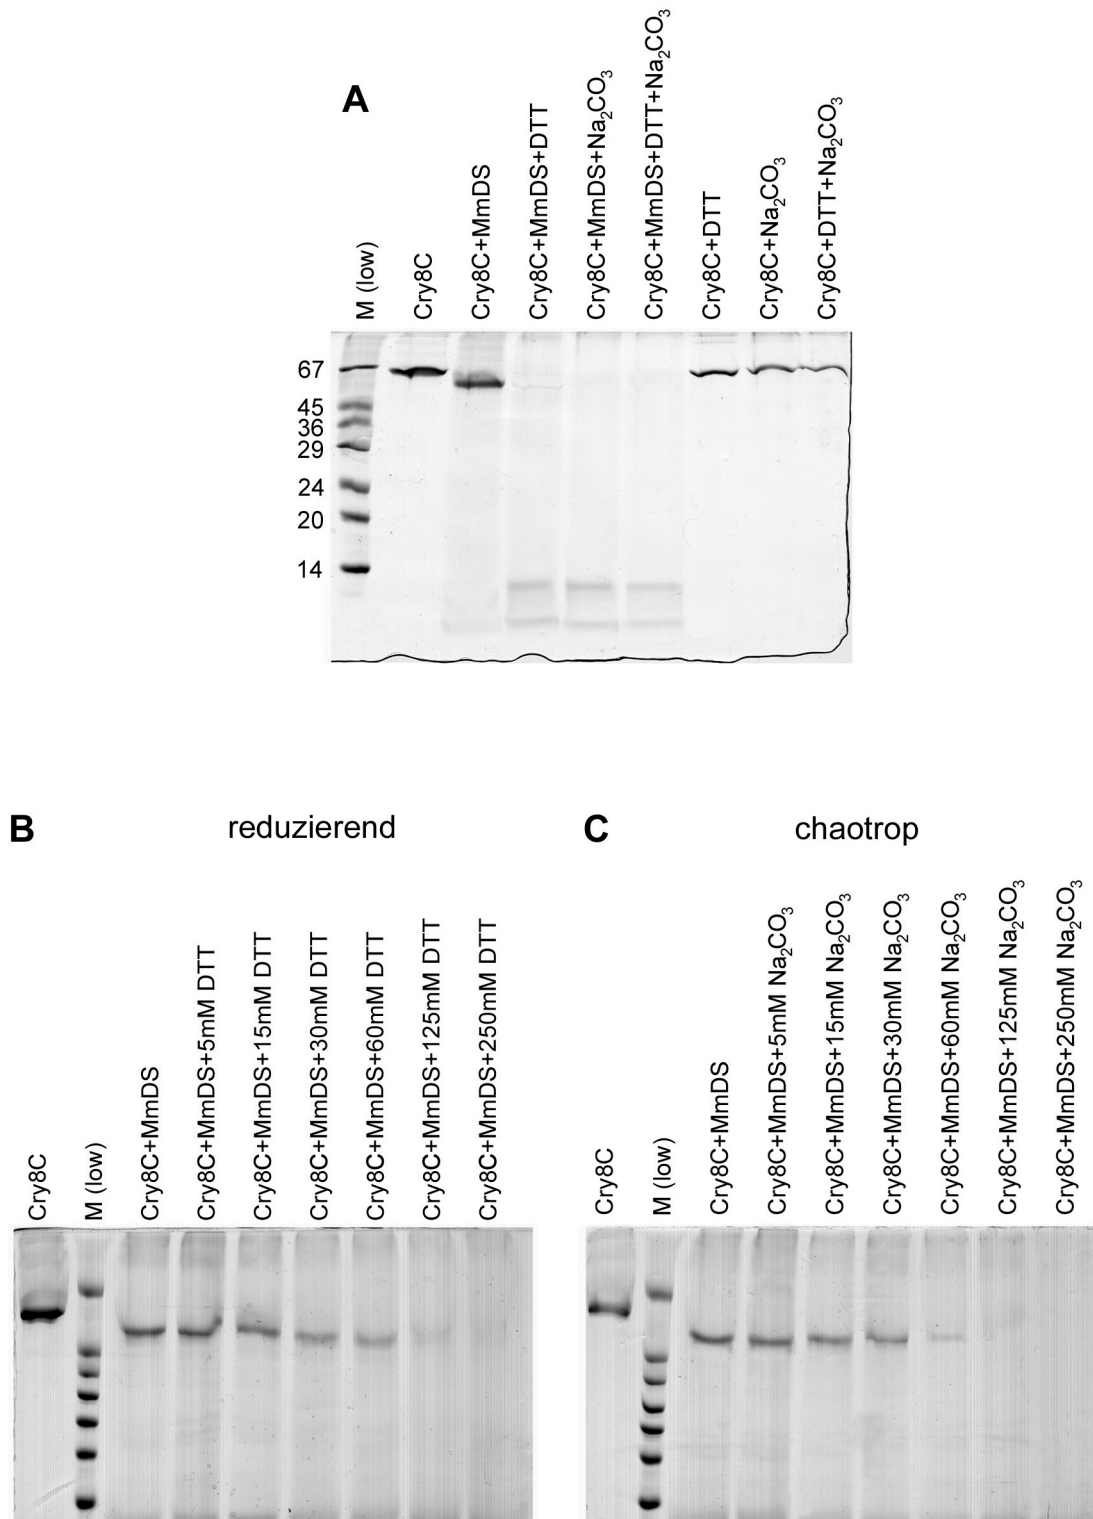 A
M (low)
Cry8C
Cry8C+MmDS
Cry8C+MmDS+DTT
Cry8C+MmDS+Na₂CO₃
Cry8C+MmDS+DTT+Na₂CO₃
Cry8C+DTT
Cry8C+Na₂CO₃
Cry8C+DTT+Na₂CO₃
67
45
36
29
24
20
14
B
reduzierend
Cry8C
M (low)
Cry8C+MmDS
Cry8C+MmDS+5mM DTT
Cry8C+MmDS+15mM DTT
Cry8C+MmDS+30mM DTT
Cry8C+MmDS+60mM DTT
Cry8C+MmDS+125mM DTT
Cry8C+MmDS+250mM DTT
C
chaotrop
Cry8C
M (low)
Cry8C+MmDS
Cry8C+MmDS+5mM Na₂CO₃
Cry8C+MmDS+15mM Na₂CO₃
Cry8C+MmDS+30mM Na₂CO₃
Cry8C+MmDS+60mM Na₂CO₃
Cry8C+MmDS+125mM Na₂CO₃
Cry8C+MmDS+250mM Na₂CO₃